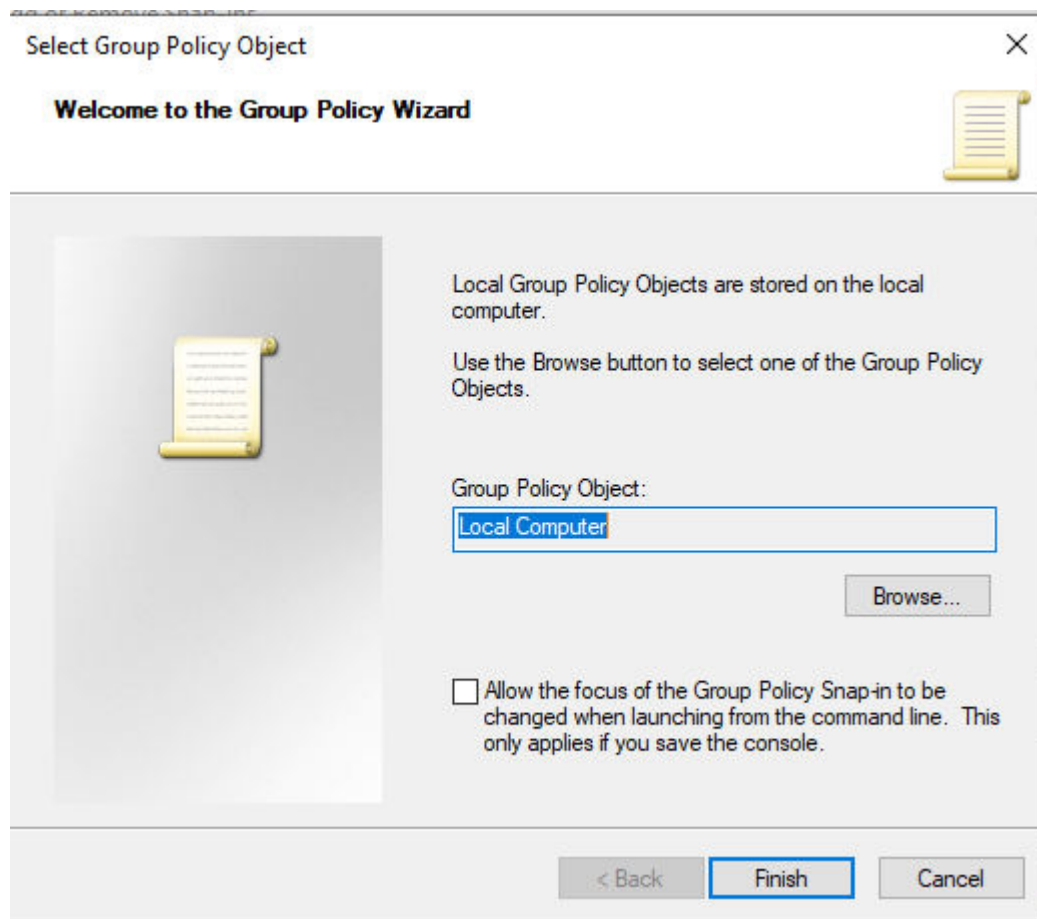 Select Group Policy Object
Welcome to the Group Policy Wizard
Local Group Policy Objects are stored on the local
computer.
Use the Browse button to select one of the Group Policy
Objects.
Group Policy Object:
Local Computer
Browse...
Allow the focus of the Group Policy Snap-in to be
changed when launching from the command line. This
only applies if you save the console.
< Back
Finish
Cancel